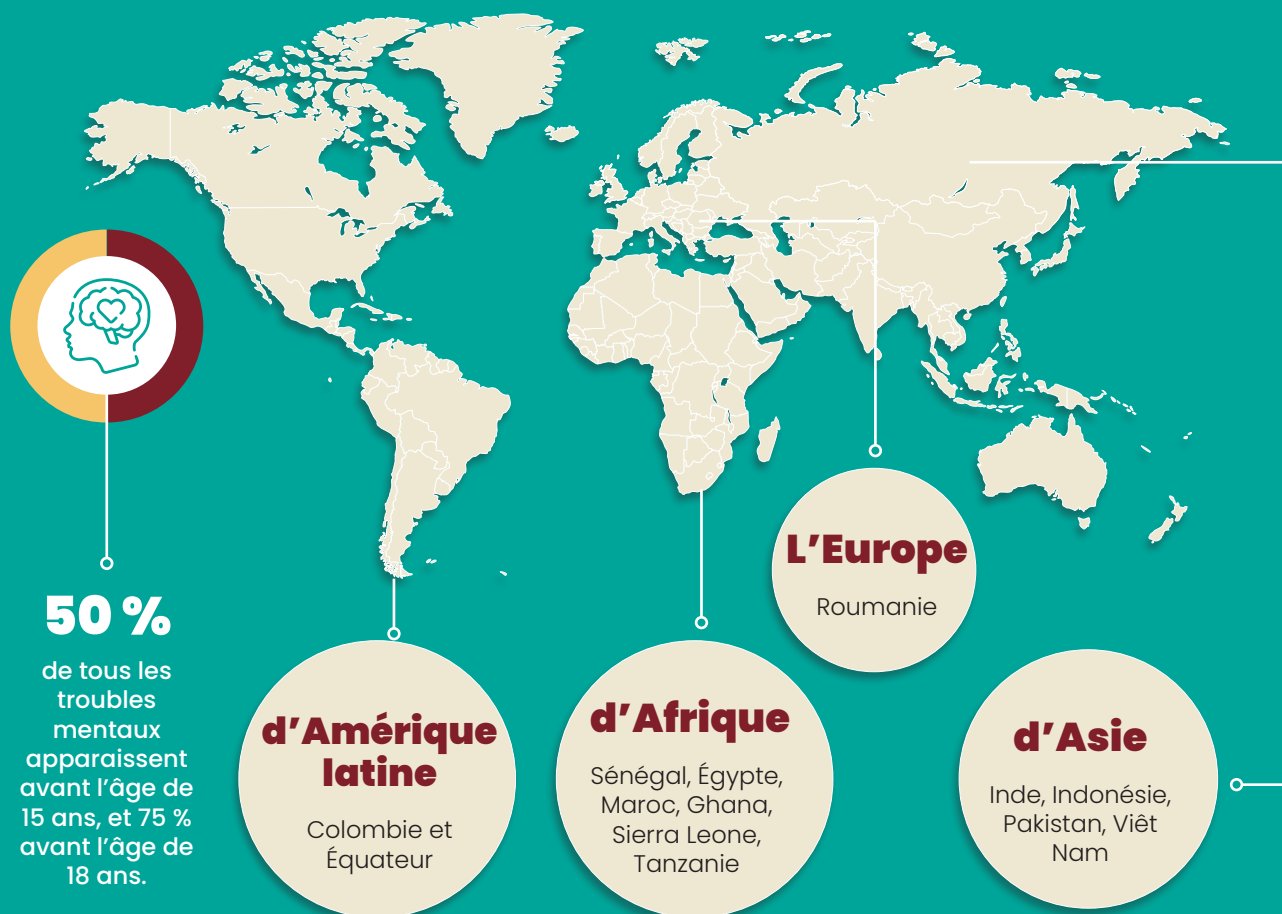 50 %
de tous les
troubles
mentaux
apparaissent
avant l’âge de
15 ans, et 75 %
avant l’âge de
18 ans.
d’Amérique
latine
Colombie et
Équateur
d’Afrique
Sénégal, Égypte,
Maroc, Ghana,
Sierra Leone,
Tanzanie
L’Europe
Roumanie
d’Asie
Inde, Indonésie,
Pakistan, Viêt
Nam